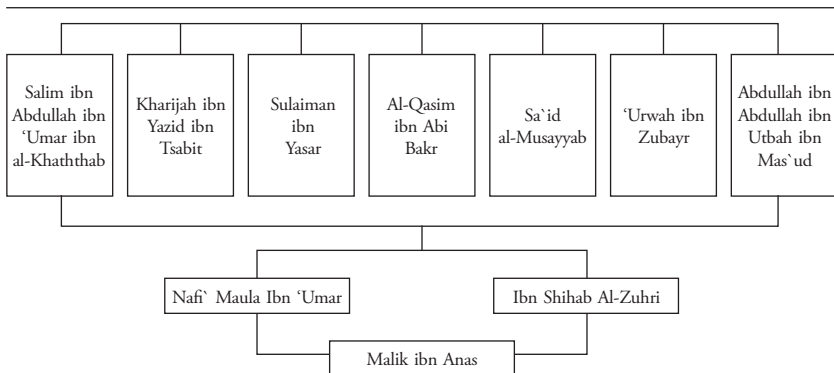 Salim ibn
Abdullah ibn
‘Umar ibn
al-Khaththab
Kharijah ibn
Yazid ibn
Tsabit
Sulaiman
ibn
Yasar
Al-Qasim
ibn Abi
Bakr
Sa`id
al-Musayyab
‘Urwah ibn
Zubayr
Abdullah ibn
Abdullah ibn
Utbah ibn
Mas`ud
Nafi` Maula Ibn ‘Umar
Ibn Shihab Al-Zuhri
Malik ibn Anas